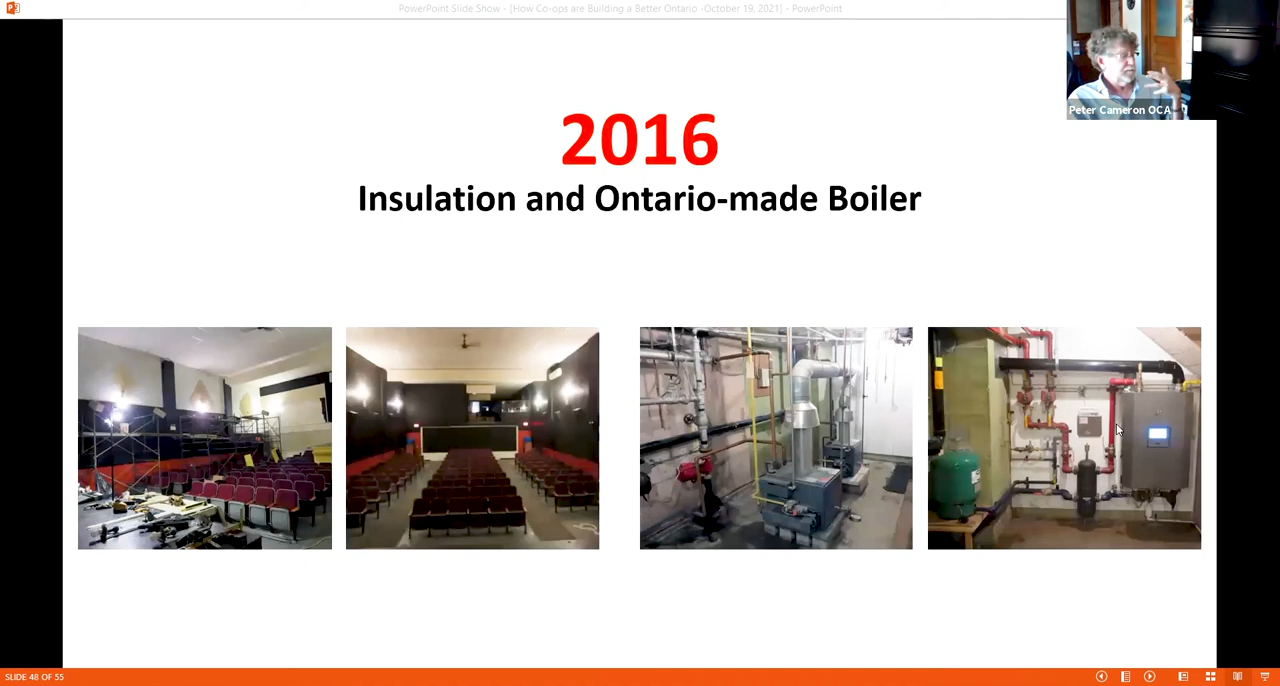 PowerPoint Slide Show - [How Co-ops are Building a Better Ontario -October 19, 2021] - PowerPoint
Peter Cameron OCA
2016
Insulation and Ontario-made Boiler
SLIDE 48 OF 55